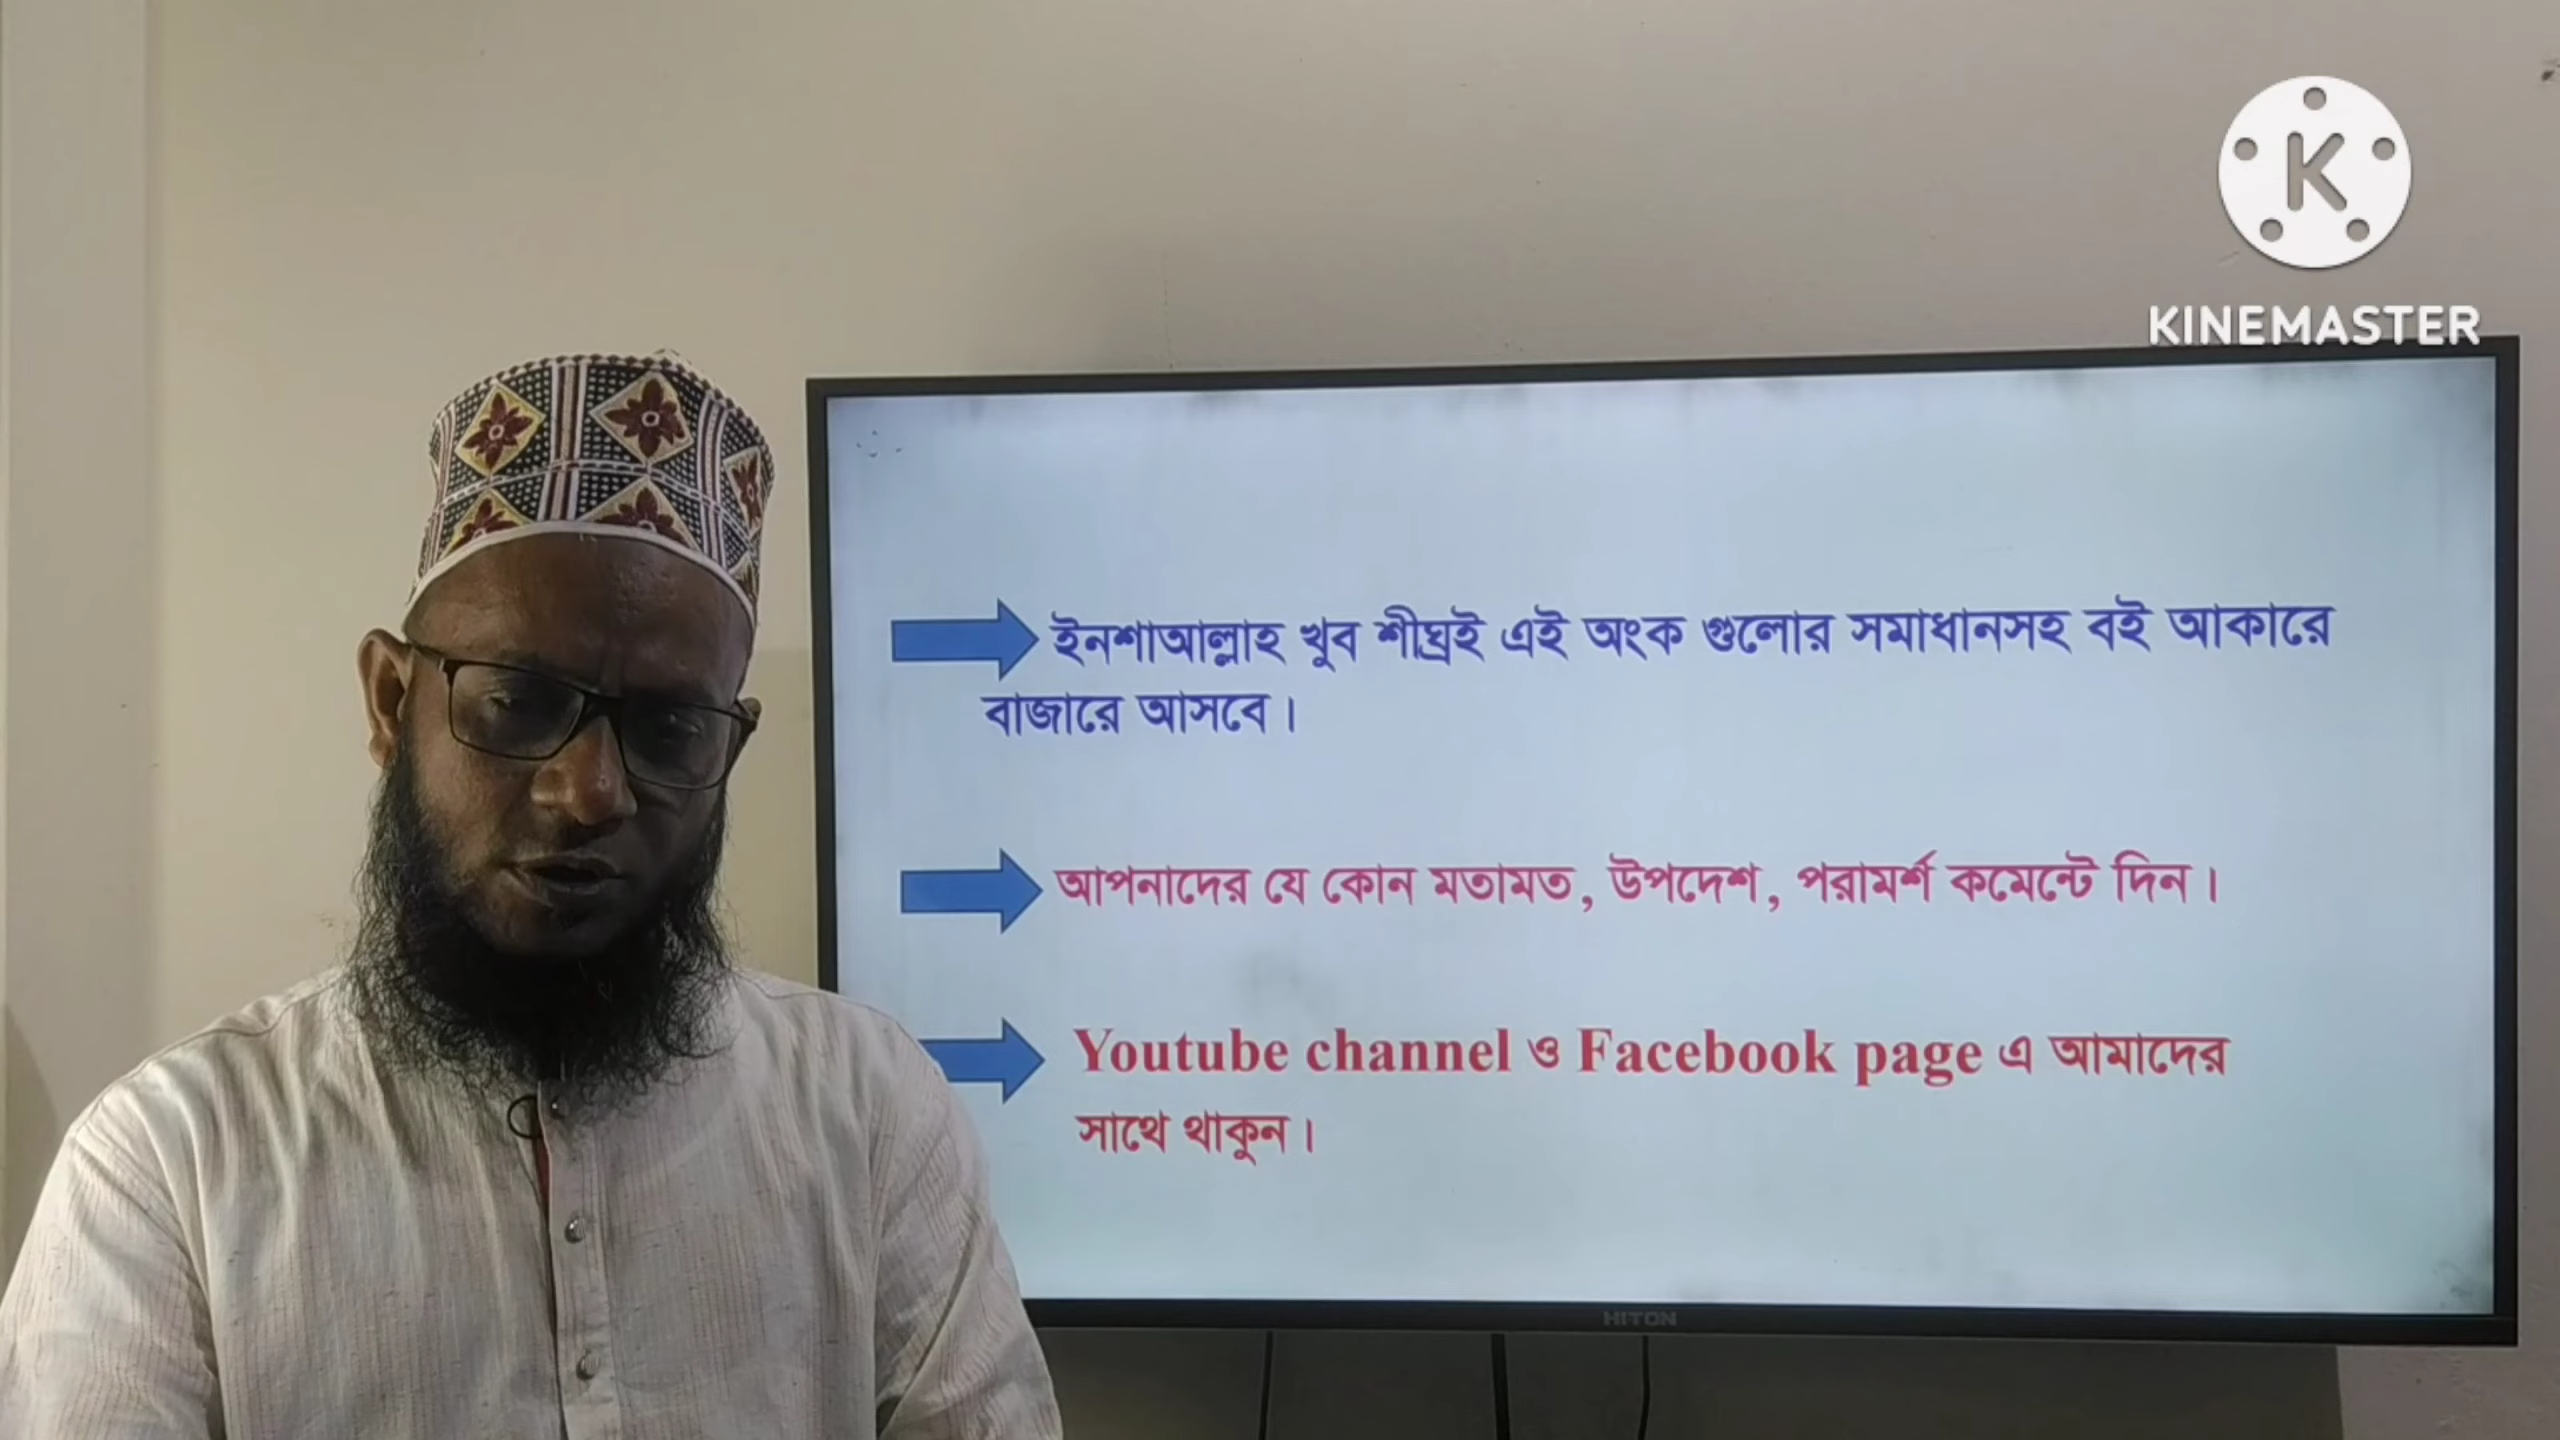 K
KINEMASTER
ইনশাআল্লাহ খুব শীঘ্রই এই অংক গুলোর সমাধানসহ বই আকারে
বাজারে আসবে।
আপনাদের যে কোন মতামত, উপদেশ, পরামর্শ কমেন্টে দিন।
Youtube channel ও Facebook page এ আমাদের
সাথে থাকুন।
HITON